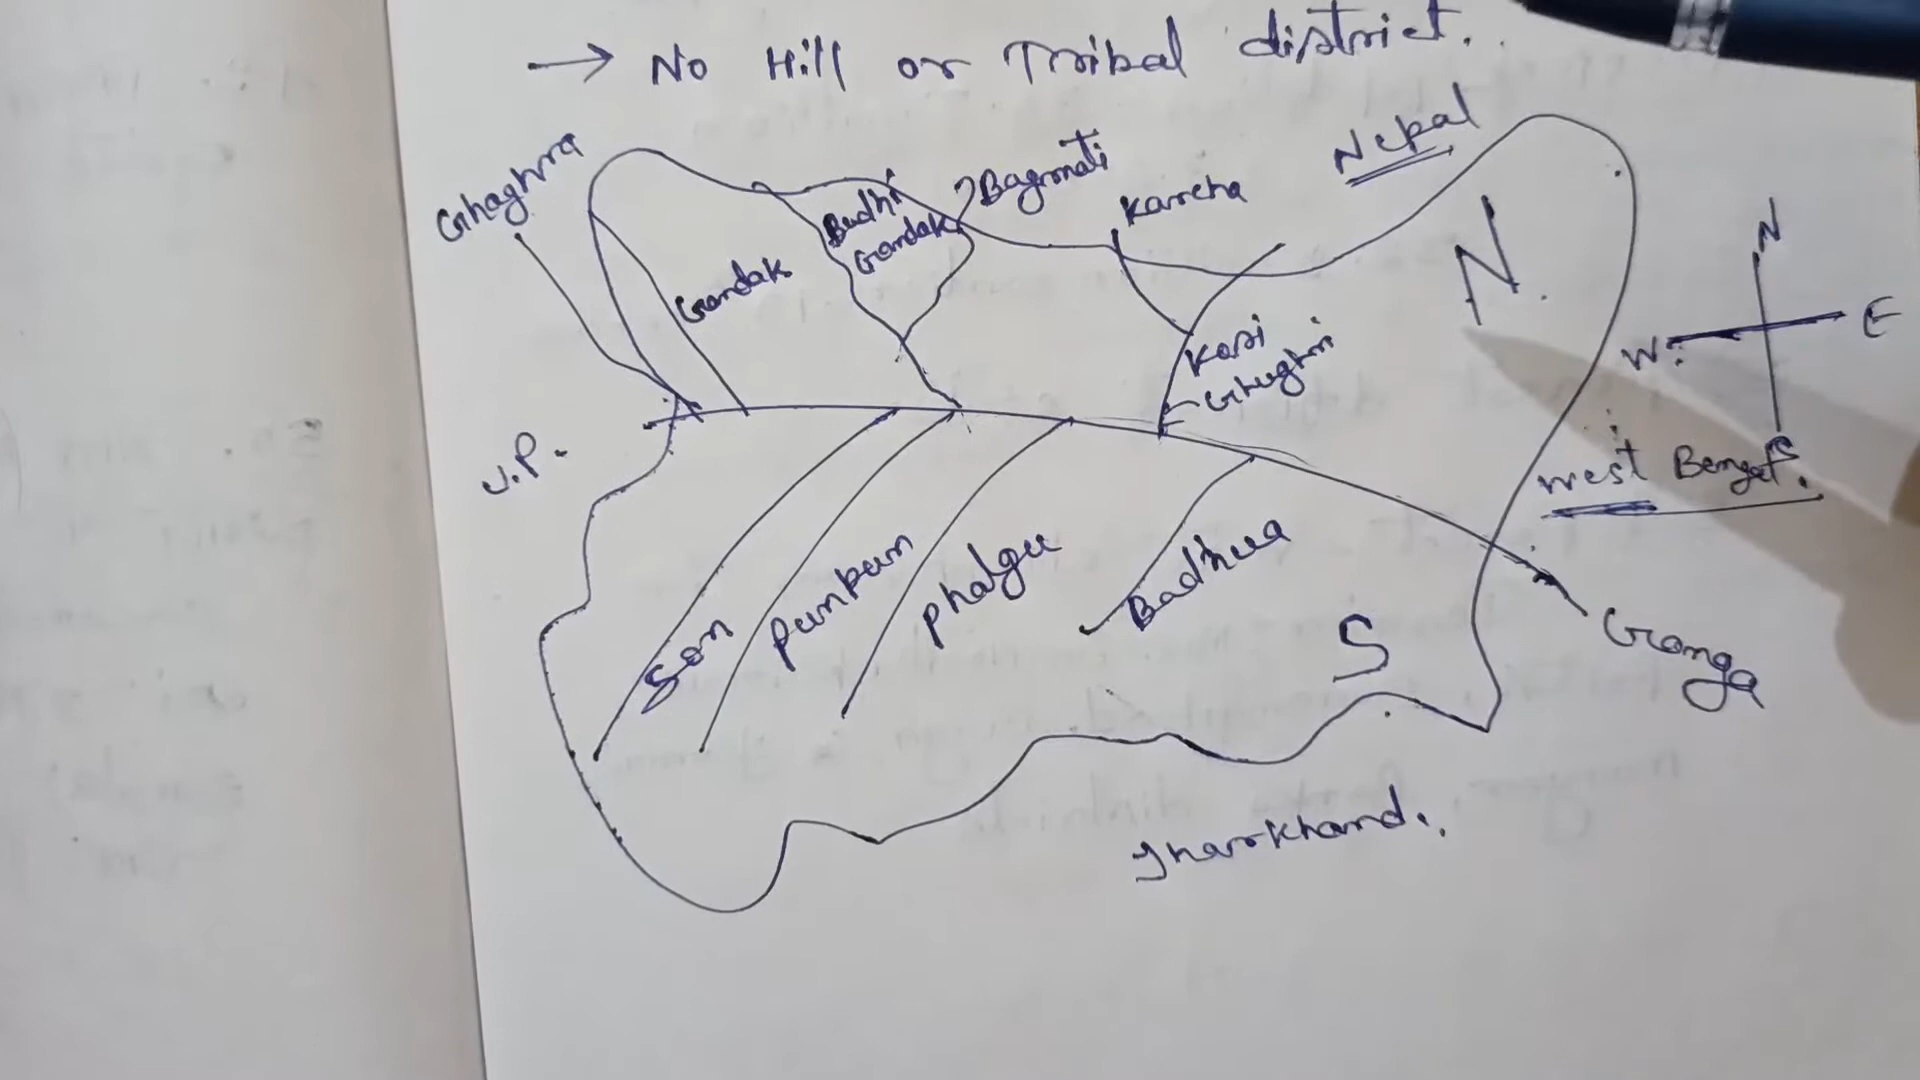 → No Hill or Tribal district.
Ghaghra
Gandak
Budhi
Gandak
Bagmati
Kamcha
Nepal
N
N
W
E
S
Kosi
Ghughri
U.P.
West Bengal.
Son
Punpun
Phalgu
Badhua
S
Ganga
Jharkhand.